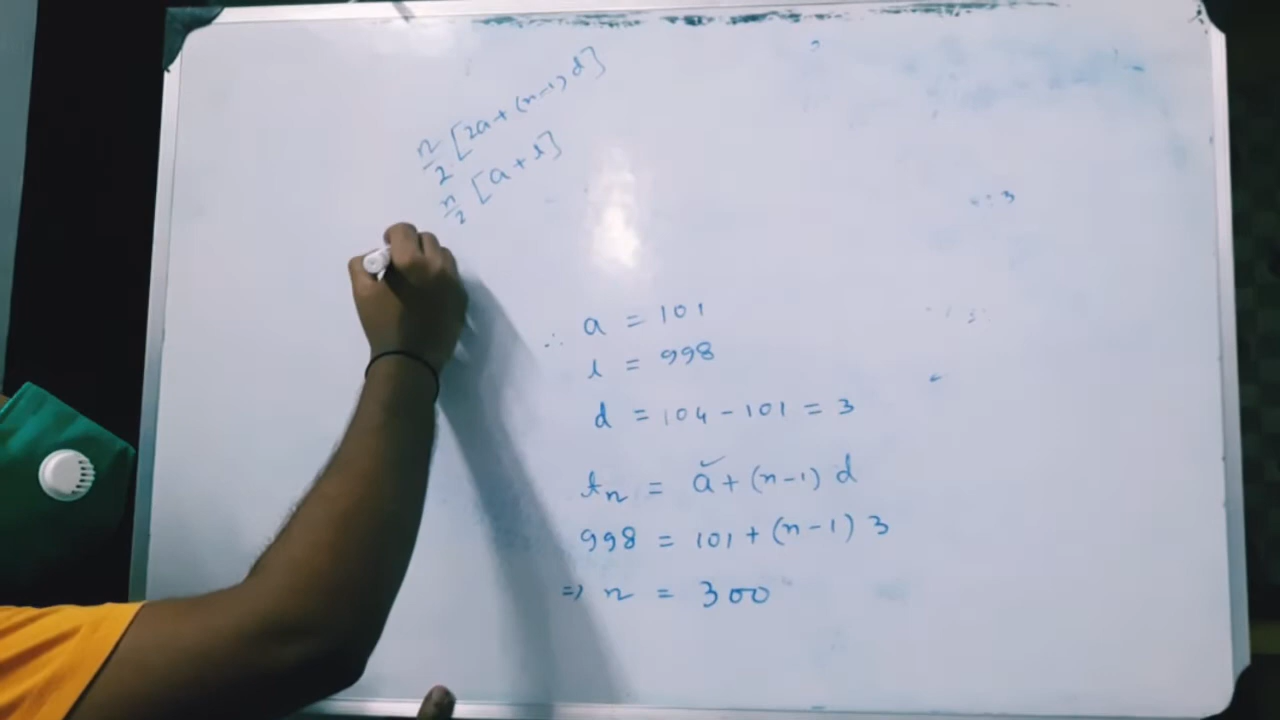 n/2 [2a + (n-1) d]
n/2 [a + l]
∴ a = 101
l = 998
d = 104 - 101 = 3
tn = a + (n-1) d
998 = 101 + (n-1) 3
⇒ n = 300